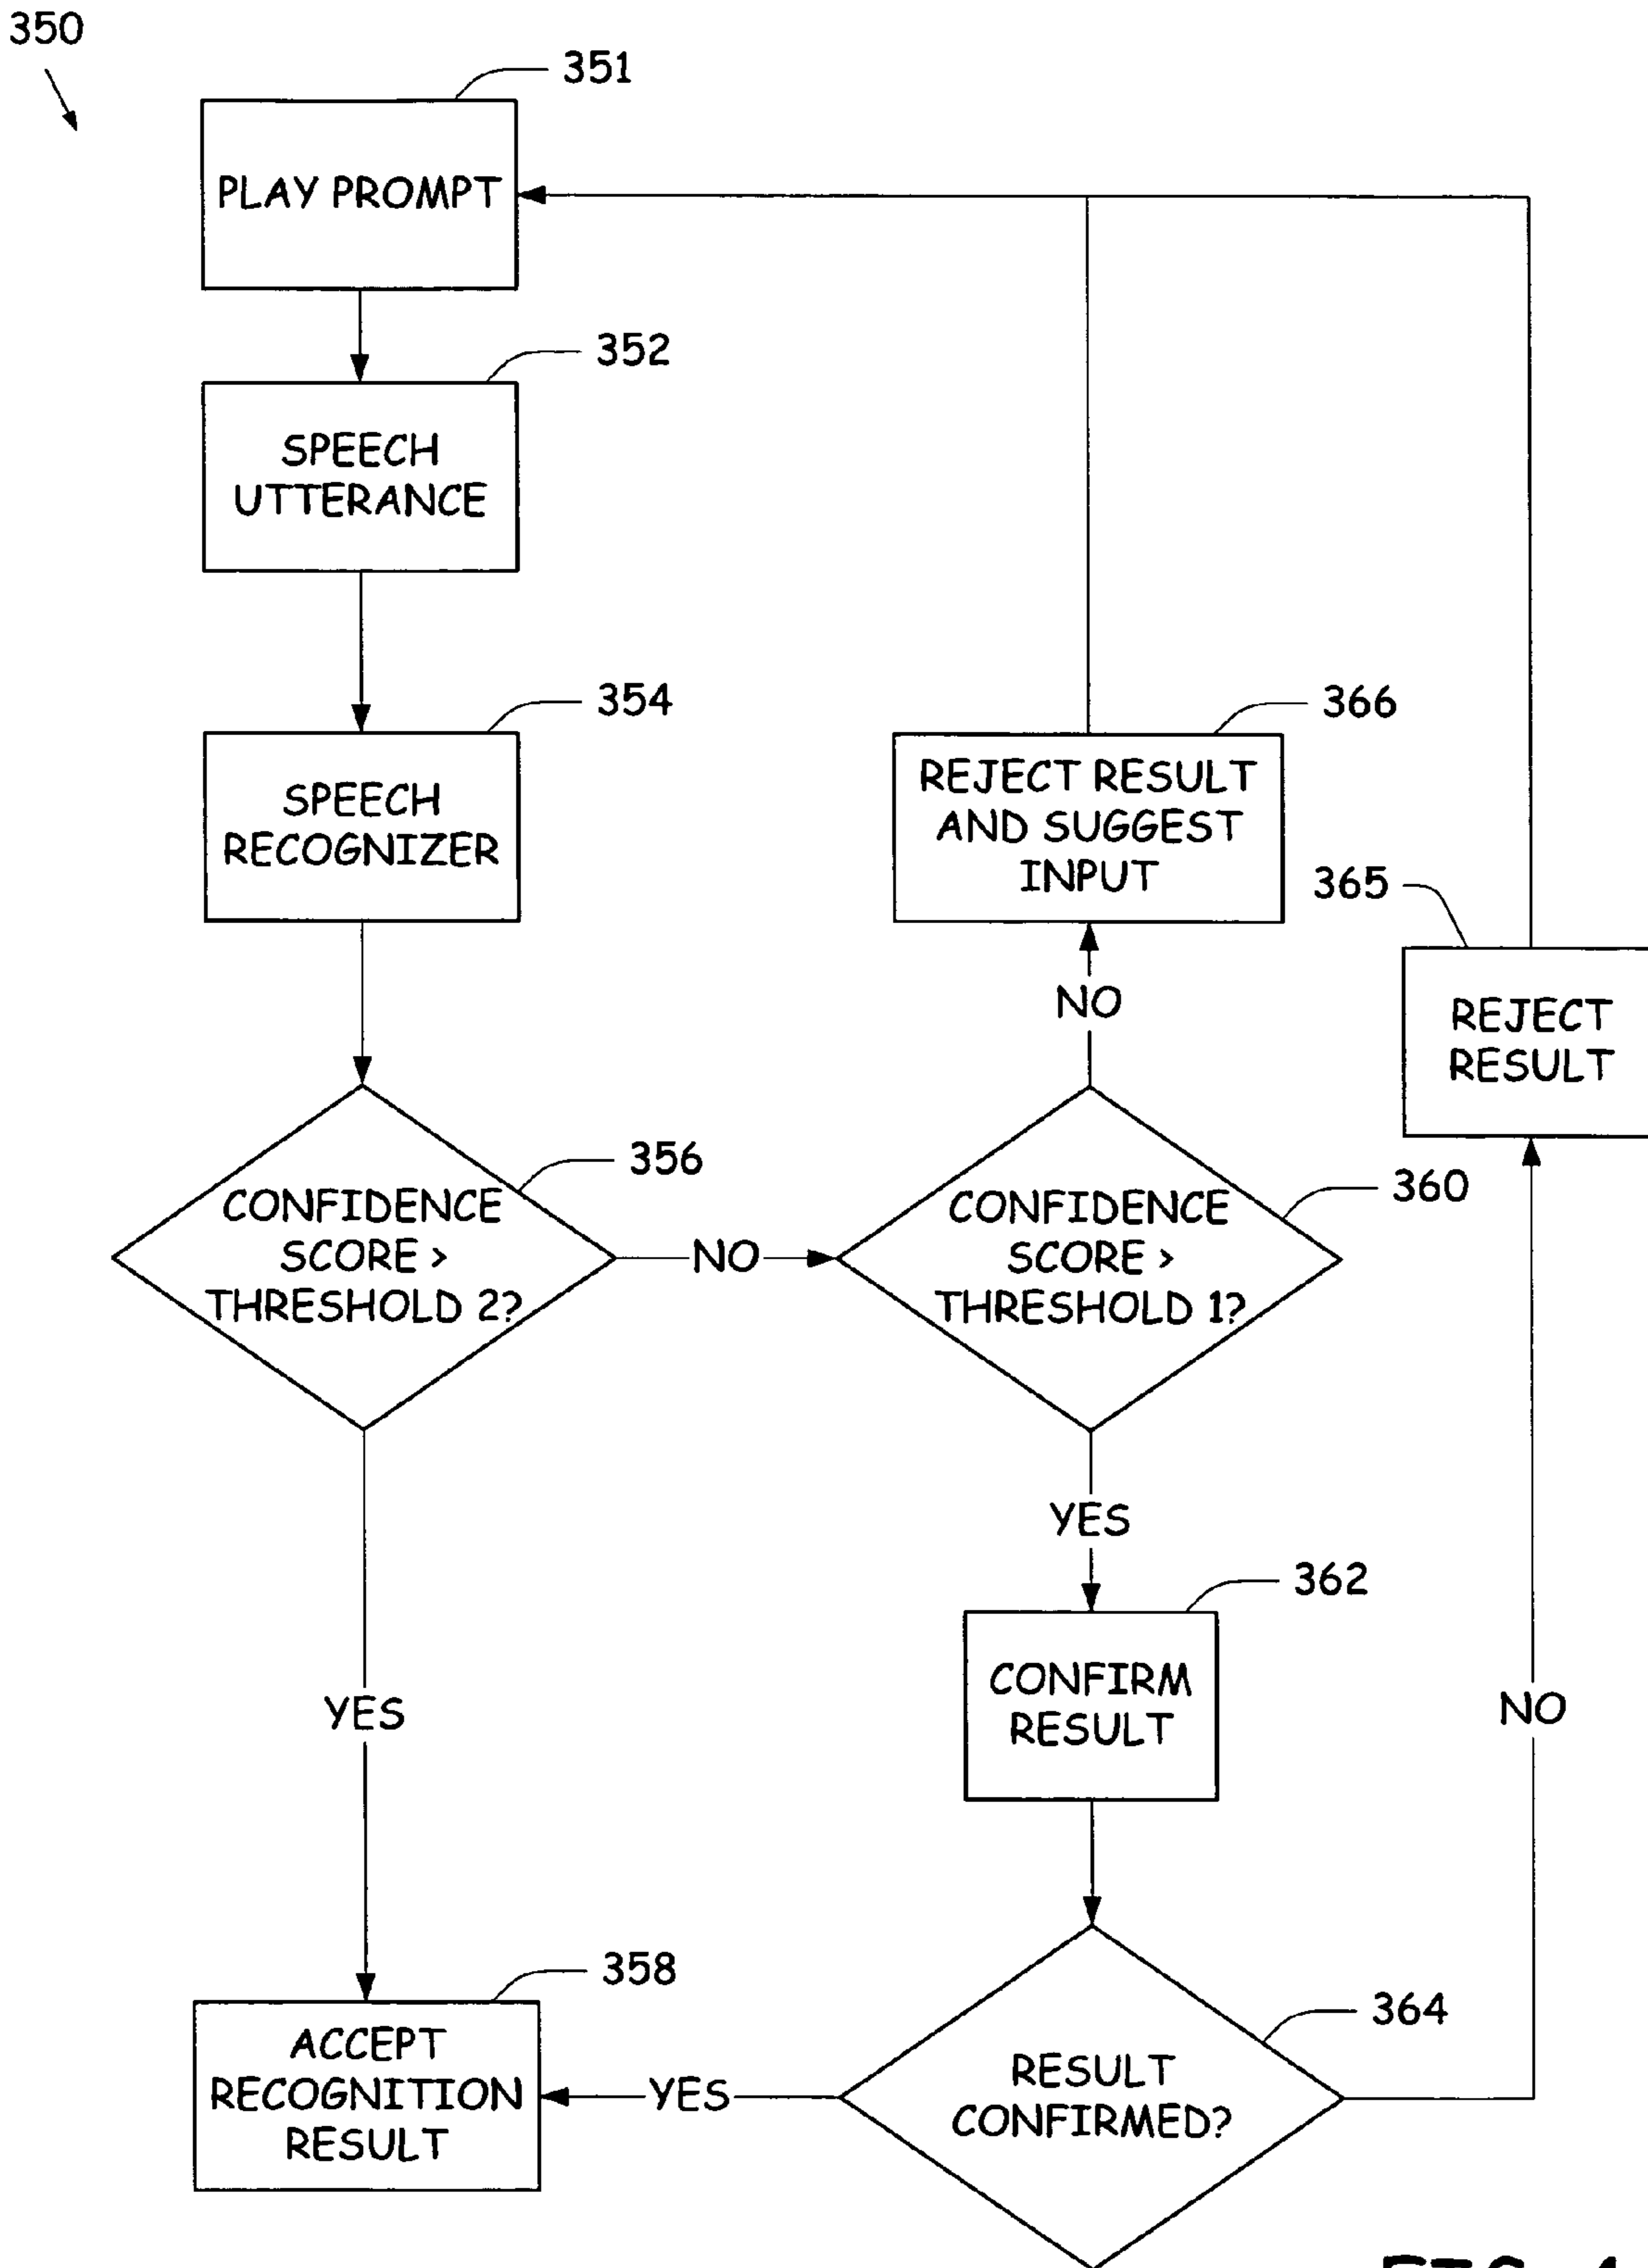 350
351
PLAY PROMPT
352
SPEECH
UTTERANCE
354
SPEECH
RECOGNIZER
366
REJECT RESULT
AND SUGGEST
INPUT
365
REJECT
RESULT
NO
356
CONFIDENCE
SCORE >
THRESHOLD 2?
NO
360
CONFIDENCE
SCORE >
THRESHOLD 1?
YES
362
CONFIRM
RESULT
YES
NO
358
ACCEPT
RECOGNITION
RESULT
YES
364
RESULT
CONFIRMED?